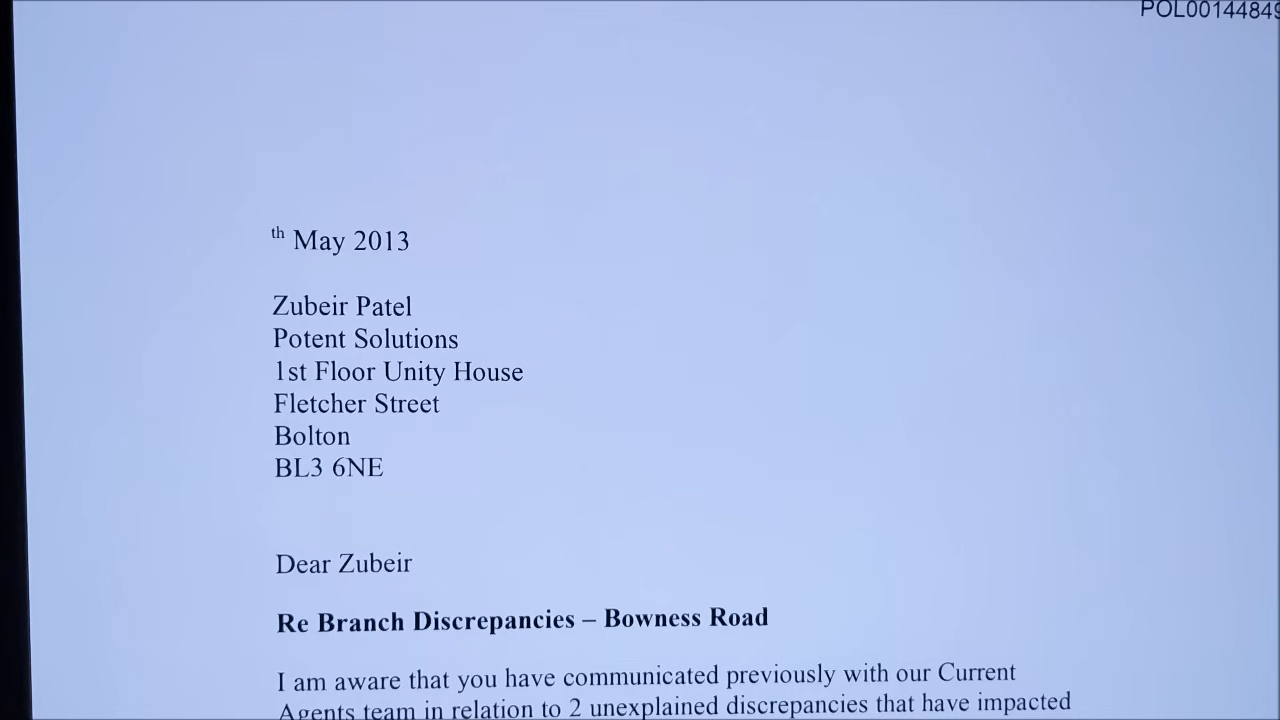 POL00144849
th May 2013
Zubeir Patel
Potent Solutions
1st Floor Unity House
Fletcher Street
Bolton
BL3 6NE
Dear Zubeir
Re Branch Discrepancies – Bowness Road
I am aware that you have communicated previously with our Current
Agents team in relation to 2 unexplained discrepancies that have impacted